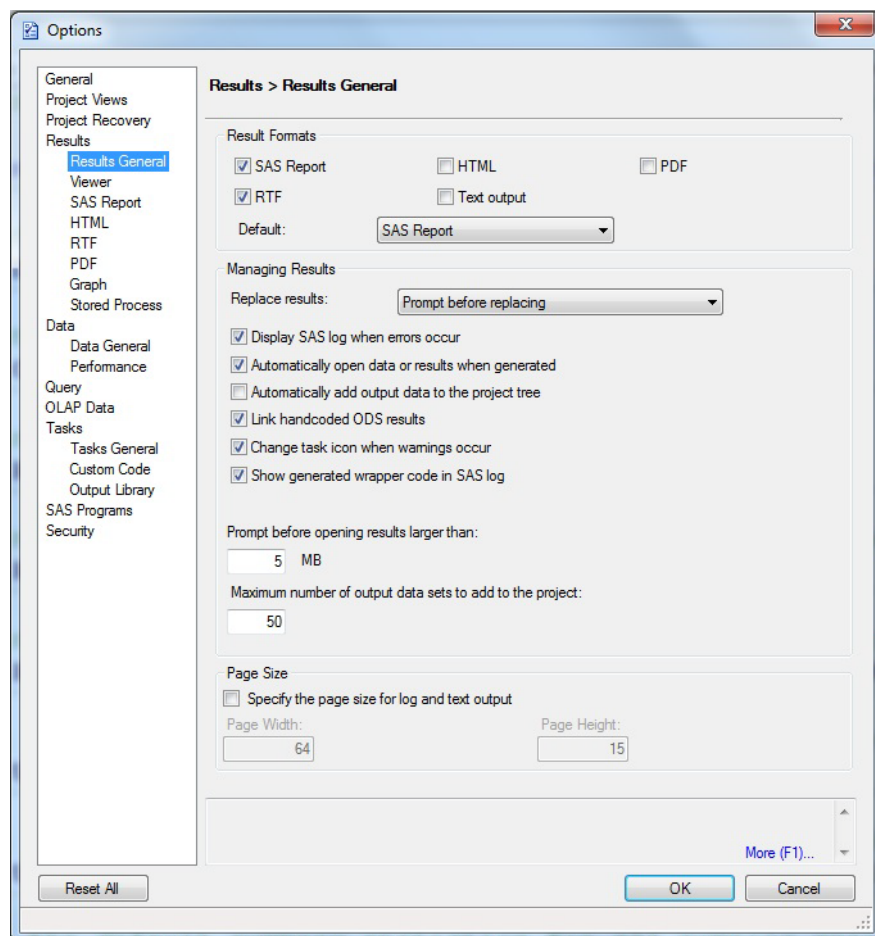 Options
General
Project Views
Project Recovery
Results
Results General
Viewer
SAS Report
HTML
RTF
PDF
Graph
Stored Process
Data
Data General
Performance
Query
OLAP Data
Tasks
Tasks General
Custom Code
Output Library
SAS Programs
Security
Results > Results General
Result Formats
SAS Report HTML PDF
RTF Text output
Default: SAS Report
Managing Results
Replace results: Prompt before replacing
Display SAS log when errors occur
Automatically open data or results when generated
Automatically add output data to the project tree
Link handcoded ODS results
Change task icon when warnings occur
Show generated wrapper code in SAS log
Prompt before opening results larger than:
5 MB
Maximum number of output data sets to add to the project:
50
Page Size
Specify the page size for log and text output
Page Width: Page Height:
64 15
More (F1)...
Reset All OK Cancel